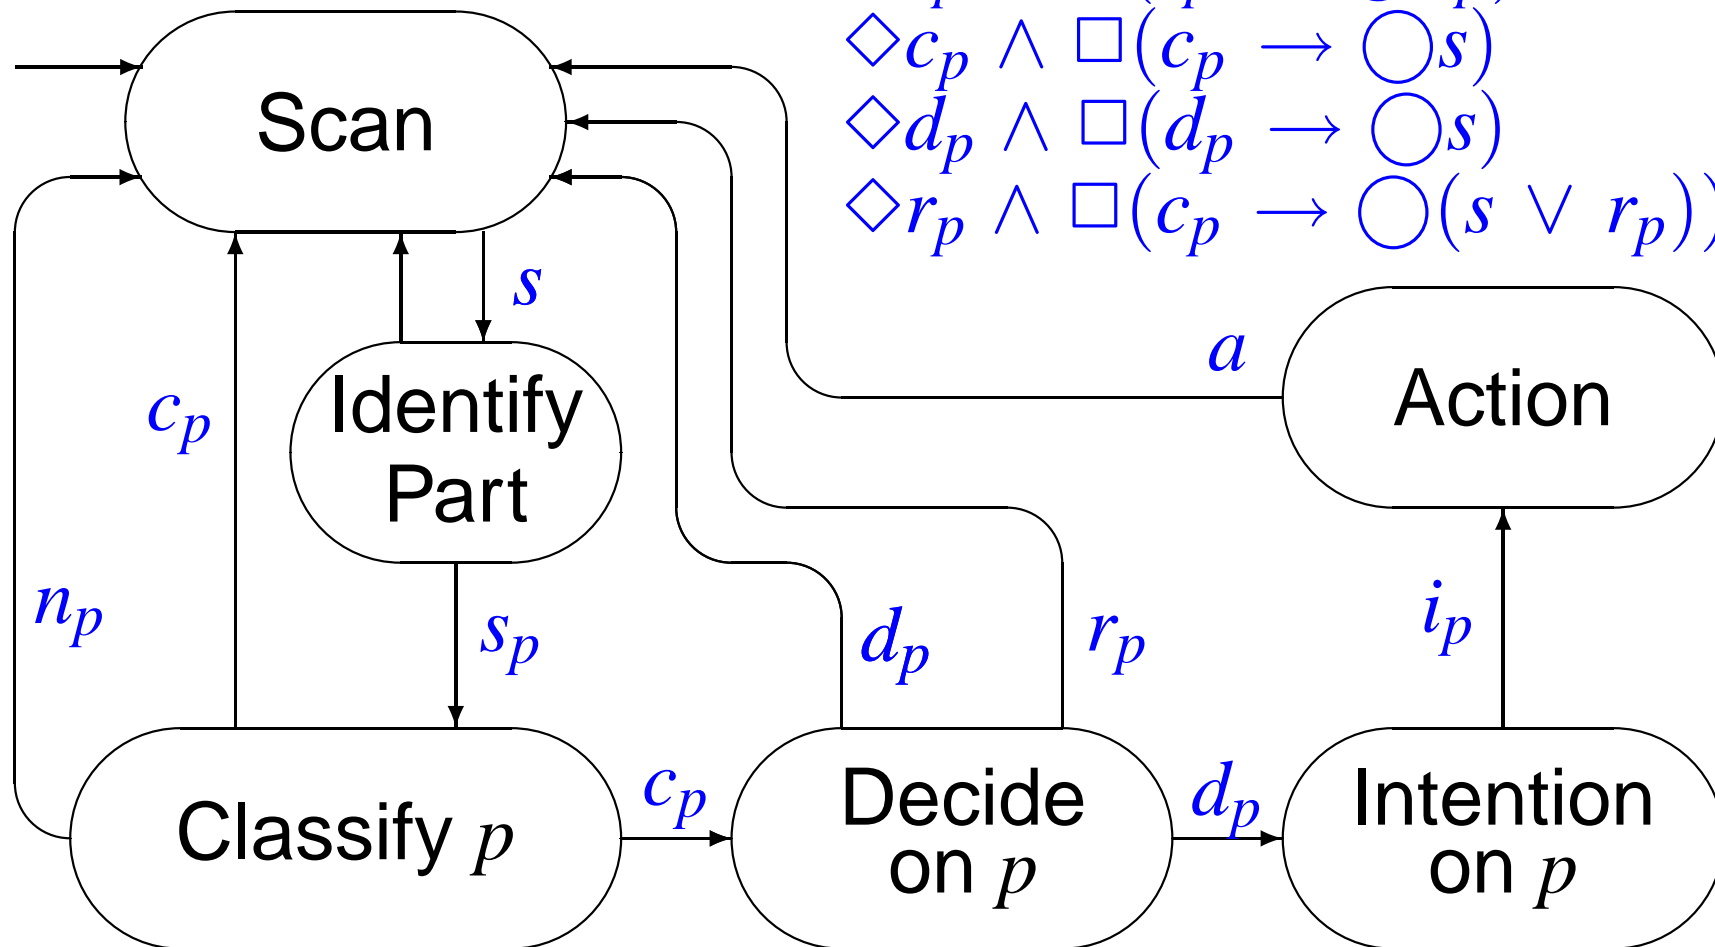 ◇c_p ∧ □(c_p → ◯s)
◇d_p ∧ □(d_p → ◯s)
◇r_p ∧ □(c_p → ◯(s ∨ r_p))
Scan
s
a
Action
c_p
Identify
Part
n_p
s_p
d_p
r_p
i_p
Classify p
c_p
Decide
on p
d_p
Intention
on p